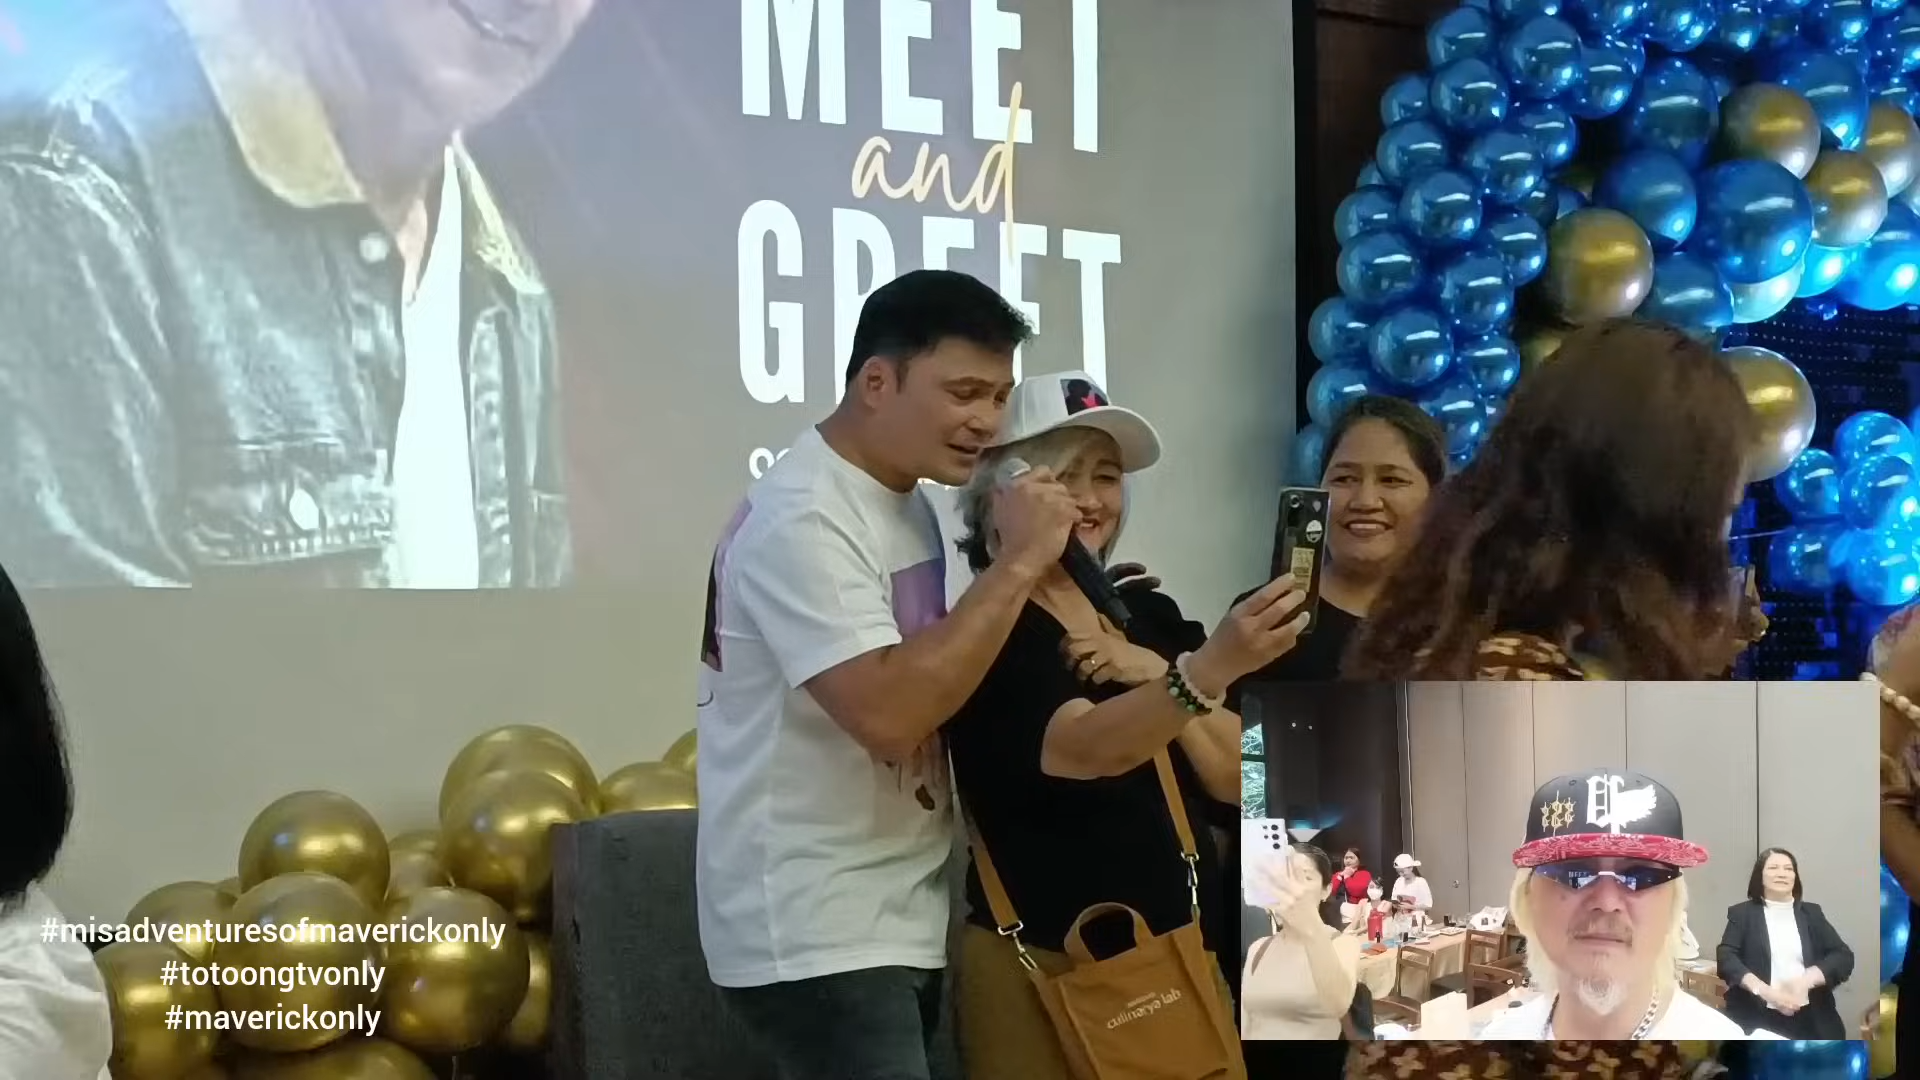 MEET
and
GREET
culinarya lab
#misadventuresofmaverickonly
#totoongtvonly
#maverickonly